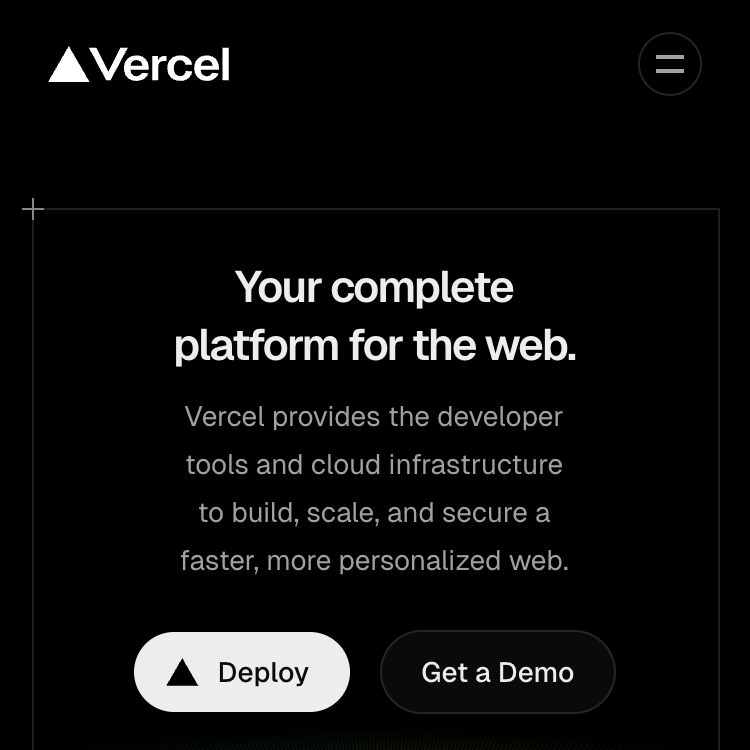 Vercel
Your complete
platform for the web.
Vercel provides the developer
tools and cloud infrastructure
to build, scale, and secure a
faster, more personalized web.
Deploy
Get a Demo